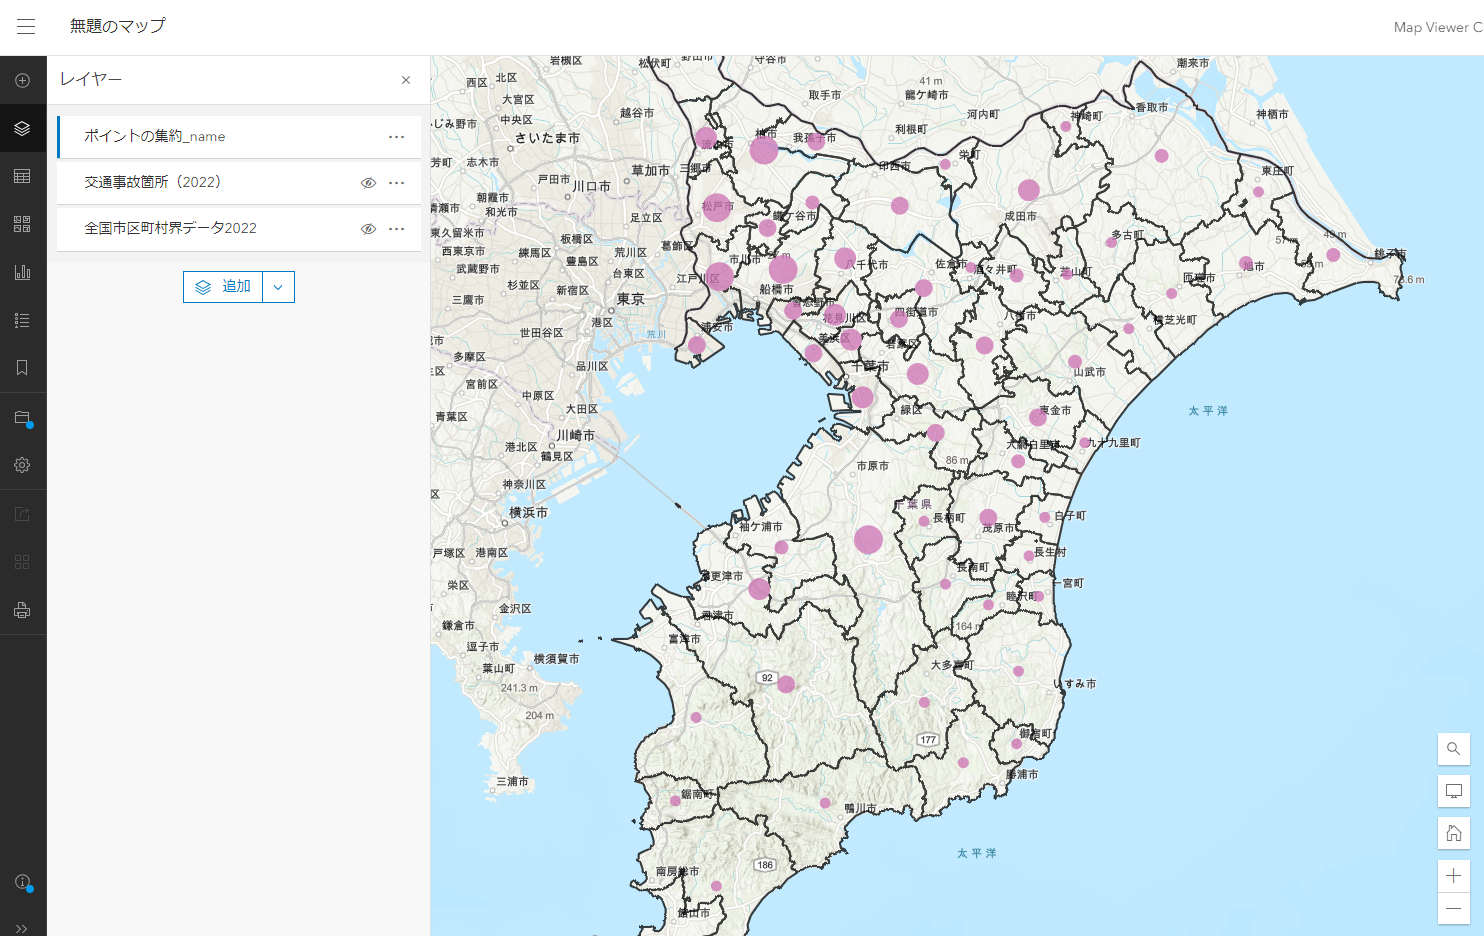 無題のマップ
Map Viewer C
レイヤー
ポイントの集約_name
交通事故箇所（2022）
全国市区町村界データ2022
追加
岩槻区
松伏町
野田市
守谷市
潮来市
西区
北区
41 m
大宮区
取手市
龍ケ崎市
香取市
越谷市
河内町
神崎町
神栖市
中央区
じみ野市
さいたま市
利根町
柏市
我孫子市
流山市
芳町
志木市
草加市
三郷市
印西市
栄町
東庄町
戸田市
川口市
朝霞市
清瀬市
和光市
足立区
松戸市
鎌ケ谷市
成田市
東久留米市
板橋区
多古町
49 m
57 m
西東京市
練馬区
豊島区
荒川区
葛飾区
市川市
銚子市
武蔵野市
台東区
江戸川区
八千代市
佐倉市
酒々井町
芝山町
旭市
匝瑳市
73.6 m
杉並区
新宿区
船橋市
三鷹市
東京
習志野市
港区
花見川区
四街道市
八街市
横芝光町
世田谷区
荒川
浦安市
美浜区
若葉区
多摩市
品川区
千葉市
山武市
宮前区
中原区
大田区
緑区
東金市
太平洋
青葉区
川崎市
港北区
大網白里市
九十九里町
鶴見区
市原市
86 m
神奈川区
千葉県
横浜市
袖ケ浦市
長柄町
茂原市
白子町
戸塚区
港南区
長生村
長南町
木更津市
栄区
一宮町
睦沢町
金沢区
君津市
鎌倉市
164 m
富津市
逗子市
横須賀市
葉山町
大多喜町
92
いすみ市
241.3 m
204 m
177
御宿町
勝浦市
三浦市
鋸南町
鴨川市
太平洋
186
南房総市
館山市